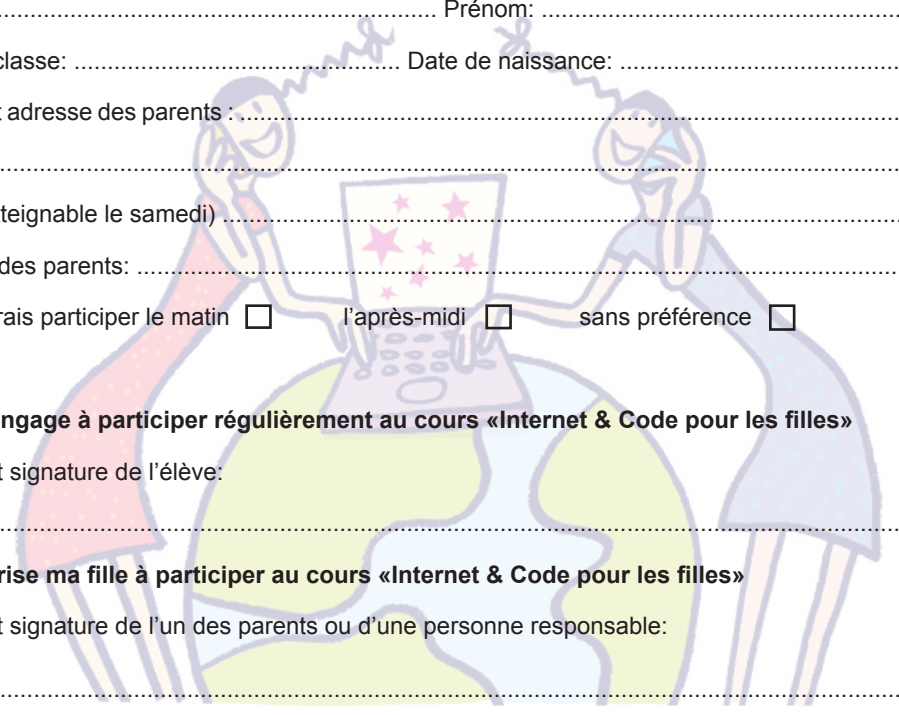 .......................................................... Prénom: ..................................................
classe: .............................................. Date de naissance: .......................................
t adresse des parents : ...............................................................................................
................................................................................................................................
teignable le samedi) .................................................................................................
des parents: .............................................................................................................
rais participer le matin ☐ l'après-midi ☐ sans préférence ☐
ngage à participer régulièrement au cours «Internet & Code pour les filles»
t signature de l'élève:
................................................................................................................................
rise ma fille à participer au cours «Internet & Code pour les filles»
t signature de l'un des parents ou d'une personne responsable:
................................................................................................................................